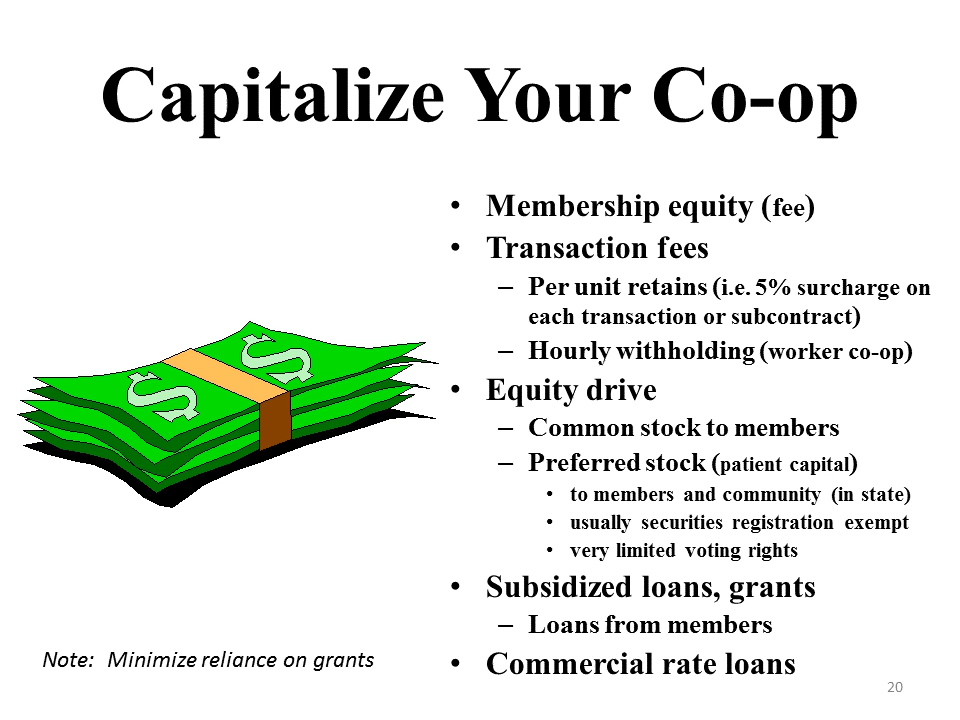 Capitalize Your Co-op
• Membership equity (fee)
• Transaction fees
– Per unit retains (i.e. 5% surcharge on
each transaction or subcontract)
– Hourly withholding (worker co-op)
• Equity drive
– Common stock to members
– Preferred stock (patient capital)
• to members and community (in state)
• usually securities registration exempt
• very limited voting rights
• Subsidized loans, grants
– Loans from members
• Commercial rate loans
$ $
Note: Minimize reliance on grants
20